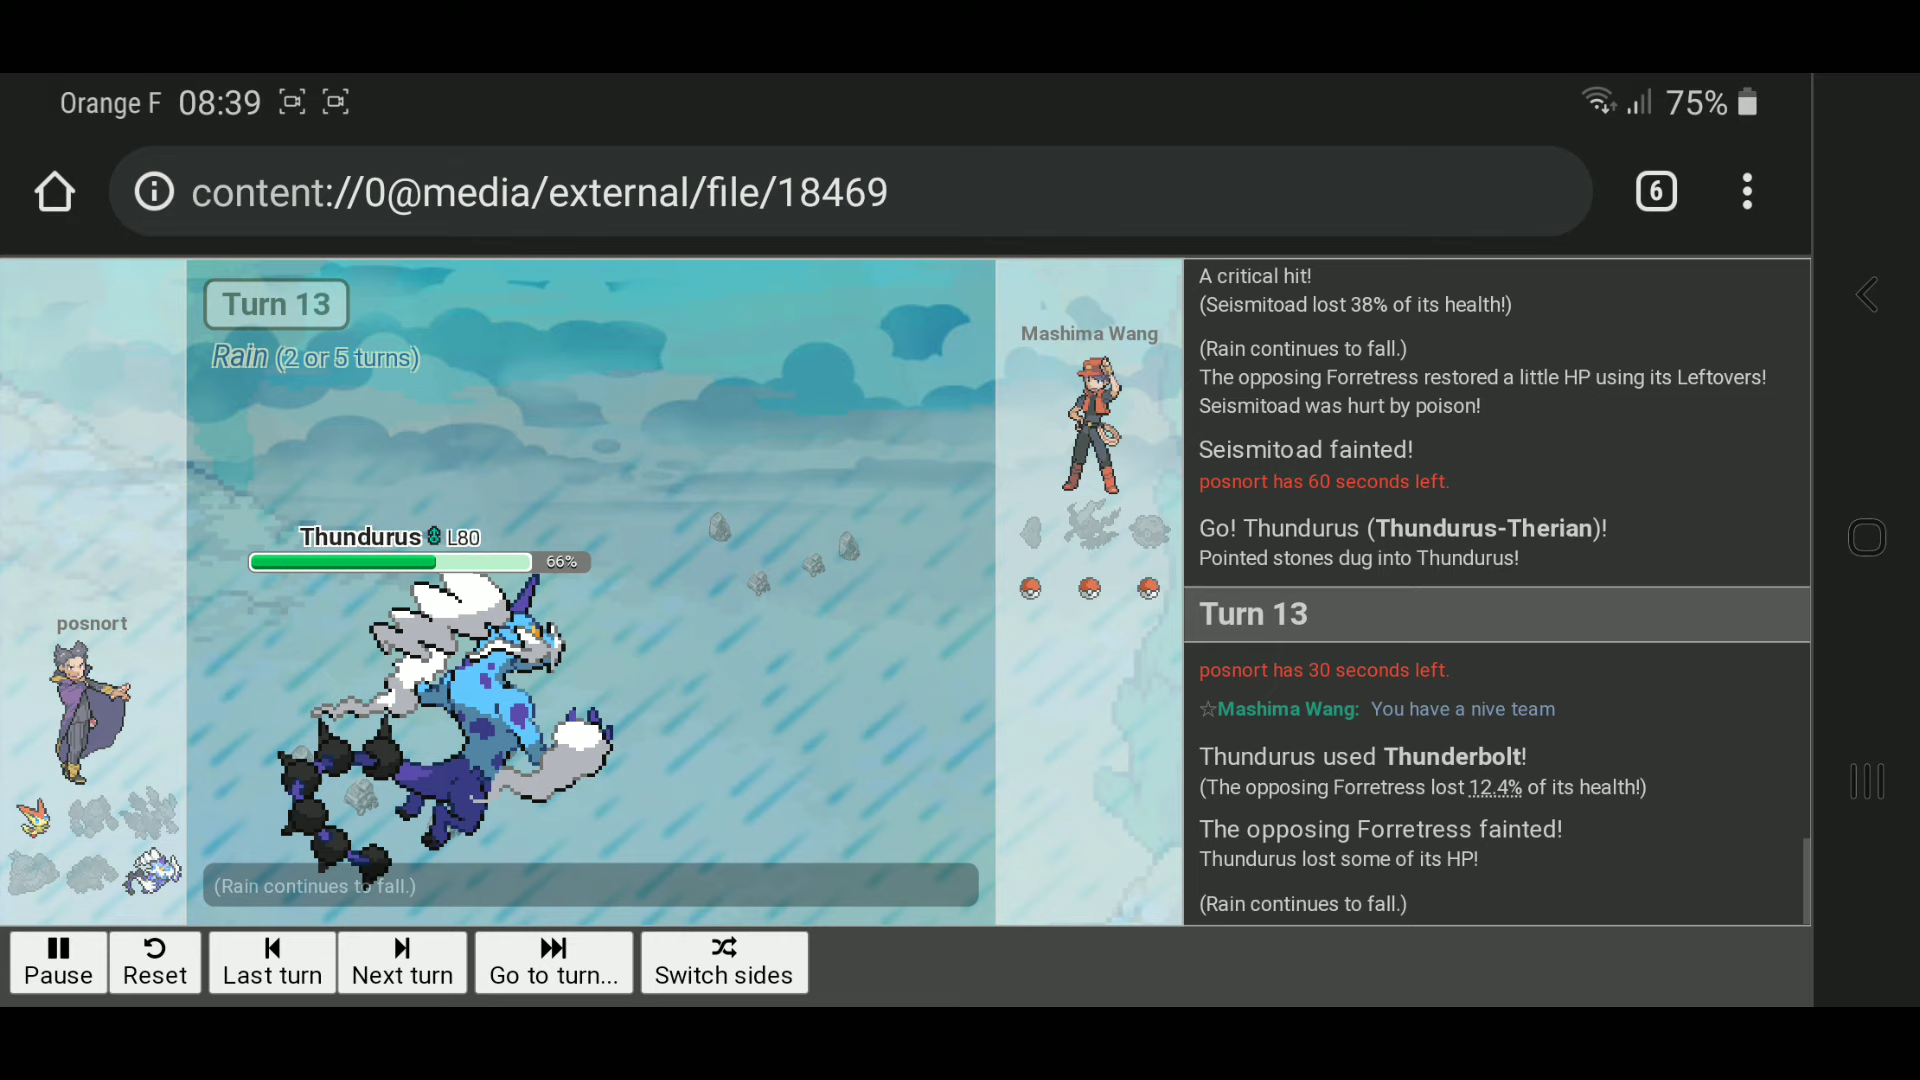 Orange F 08:39
75%
content://0@media/external/file/18469
6
Turn 13
Rain (2 or 5 turns)
Mashima Wang
Thundurus L80
66%
posnort
(Rain continues to fall.)
A critical hit!
(Seismitoad lost 38% of its health!)
(Rain continues to fall.)
The opposing Forretress restored a little HP using its Leftovers!
Seismitoad was hurt by poison!
Seismitoad fainted!
posnort has 60 seconds left.
Go! Thundurus (Thundurus-Therian)!
Pointed stones dug into Thundurus!
Turn 13
posnort has 30 seconds left.
☆Mashima Wang: You have a nive team
Thundurus used Thunderbolt!
(The opposing Forretress lost 12.4% of its health!)
The opposing Forretress fainted!
Thundurus lost some of its HP!
(Rain continues to fall.)
Pause Reset Last turn Next turn Go to turn... Switch sides